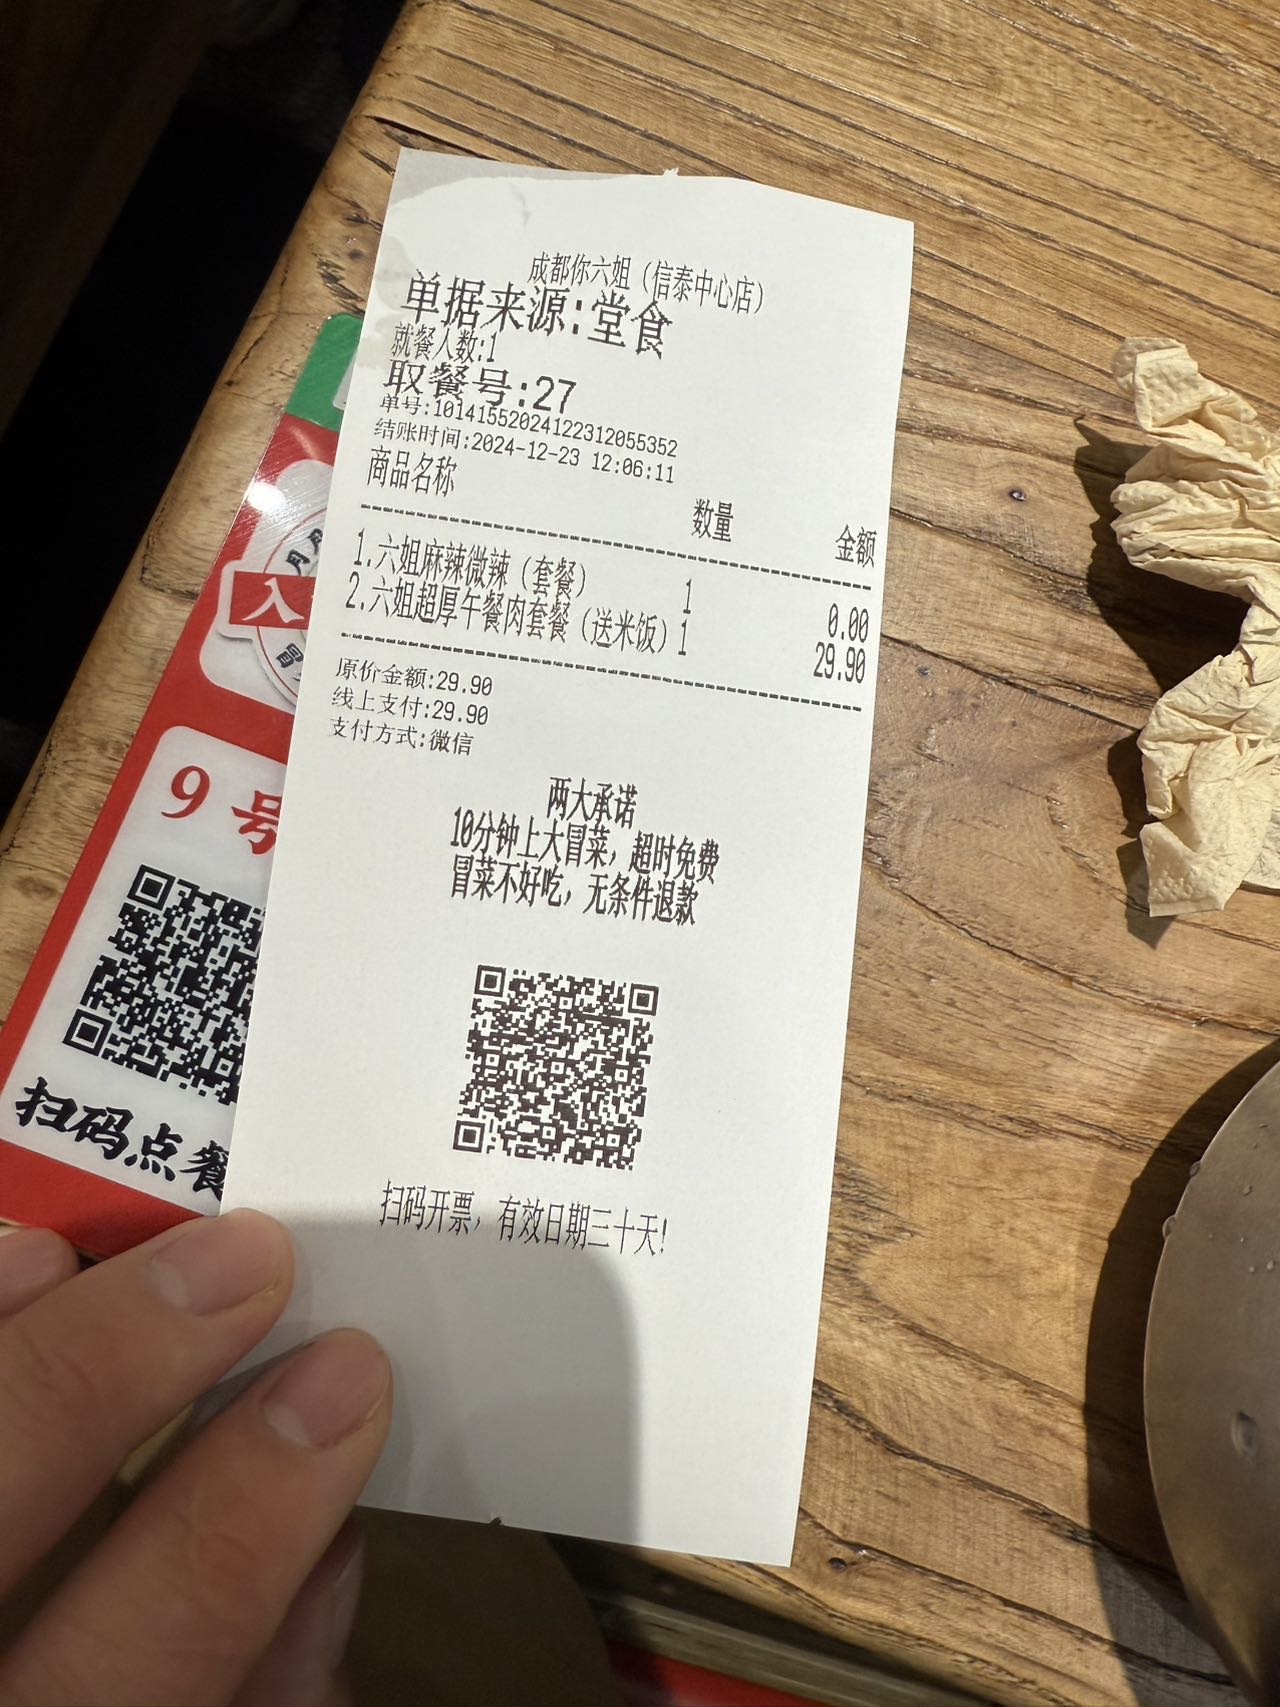 成都你六姐（信泰中心店）
单据来源:堂食
就餐人数:1
取餐号:27
单号:10141552024122312055352
结账时间:2024-12-23 12:06:11
商品名称 数量 金额
1.六姐麻辣微辣（套餐） 1 0.00
2.六姐超厚午餐肉套餐（送米饭） 1 29.90
原价金额:29.90
线上支付:29.90
支付方式:微信
两大承诺
10分钟上大冒菜，超时免费
冒菜不好吃，无条件退款
扫码开票，有效日期三十天!
入
9号
扫码点餐